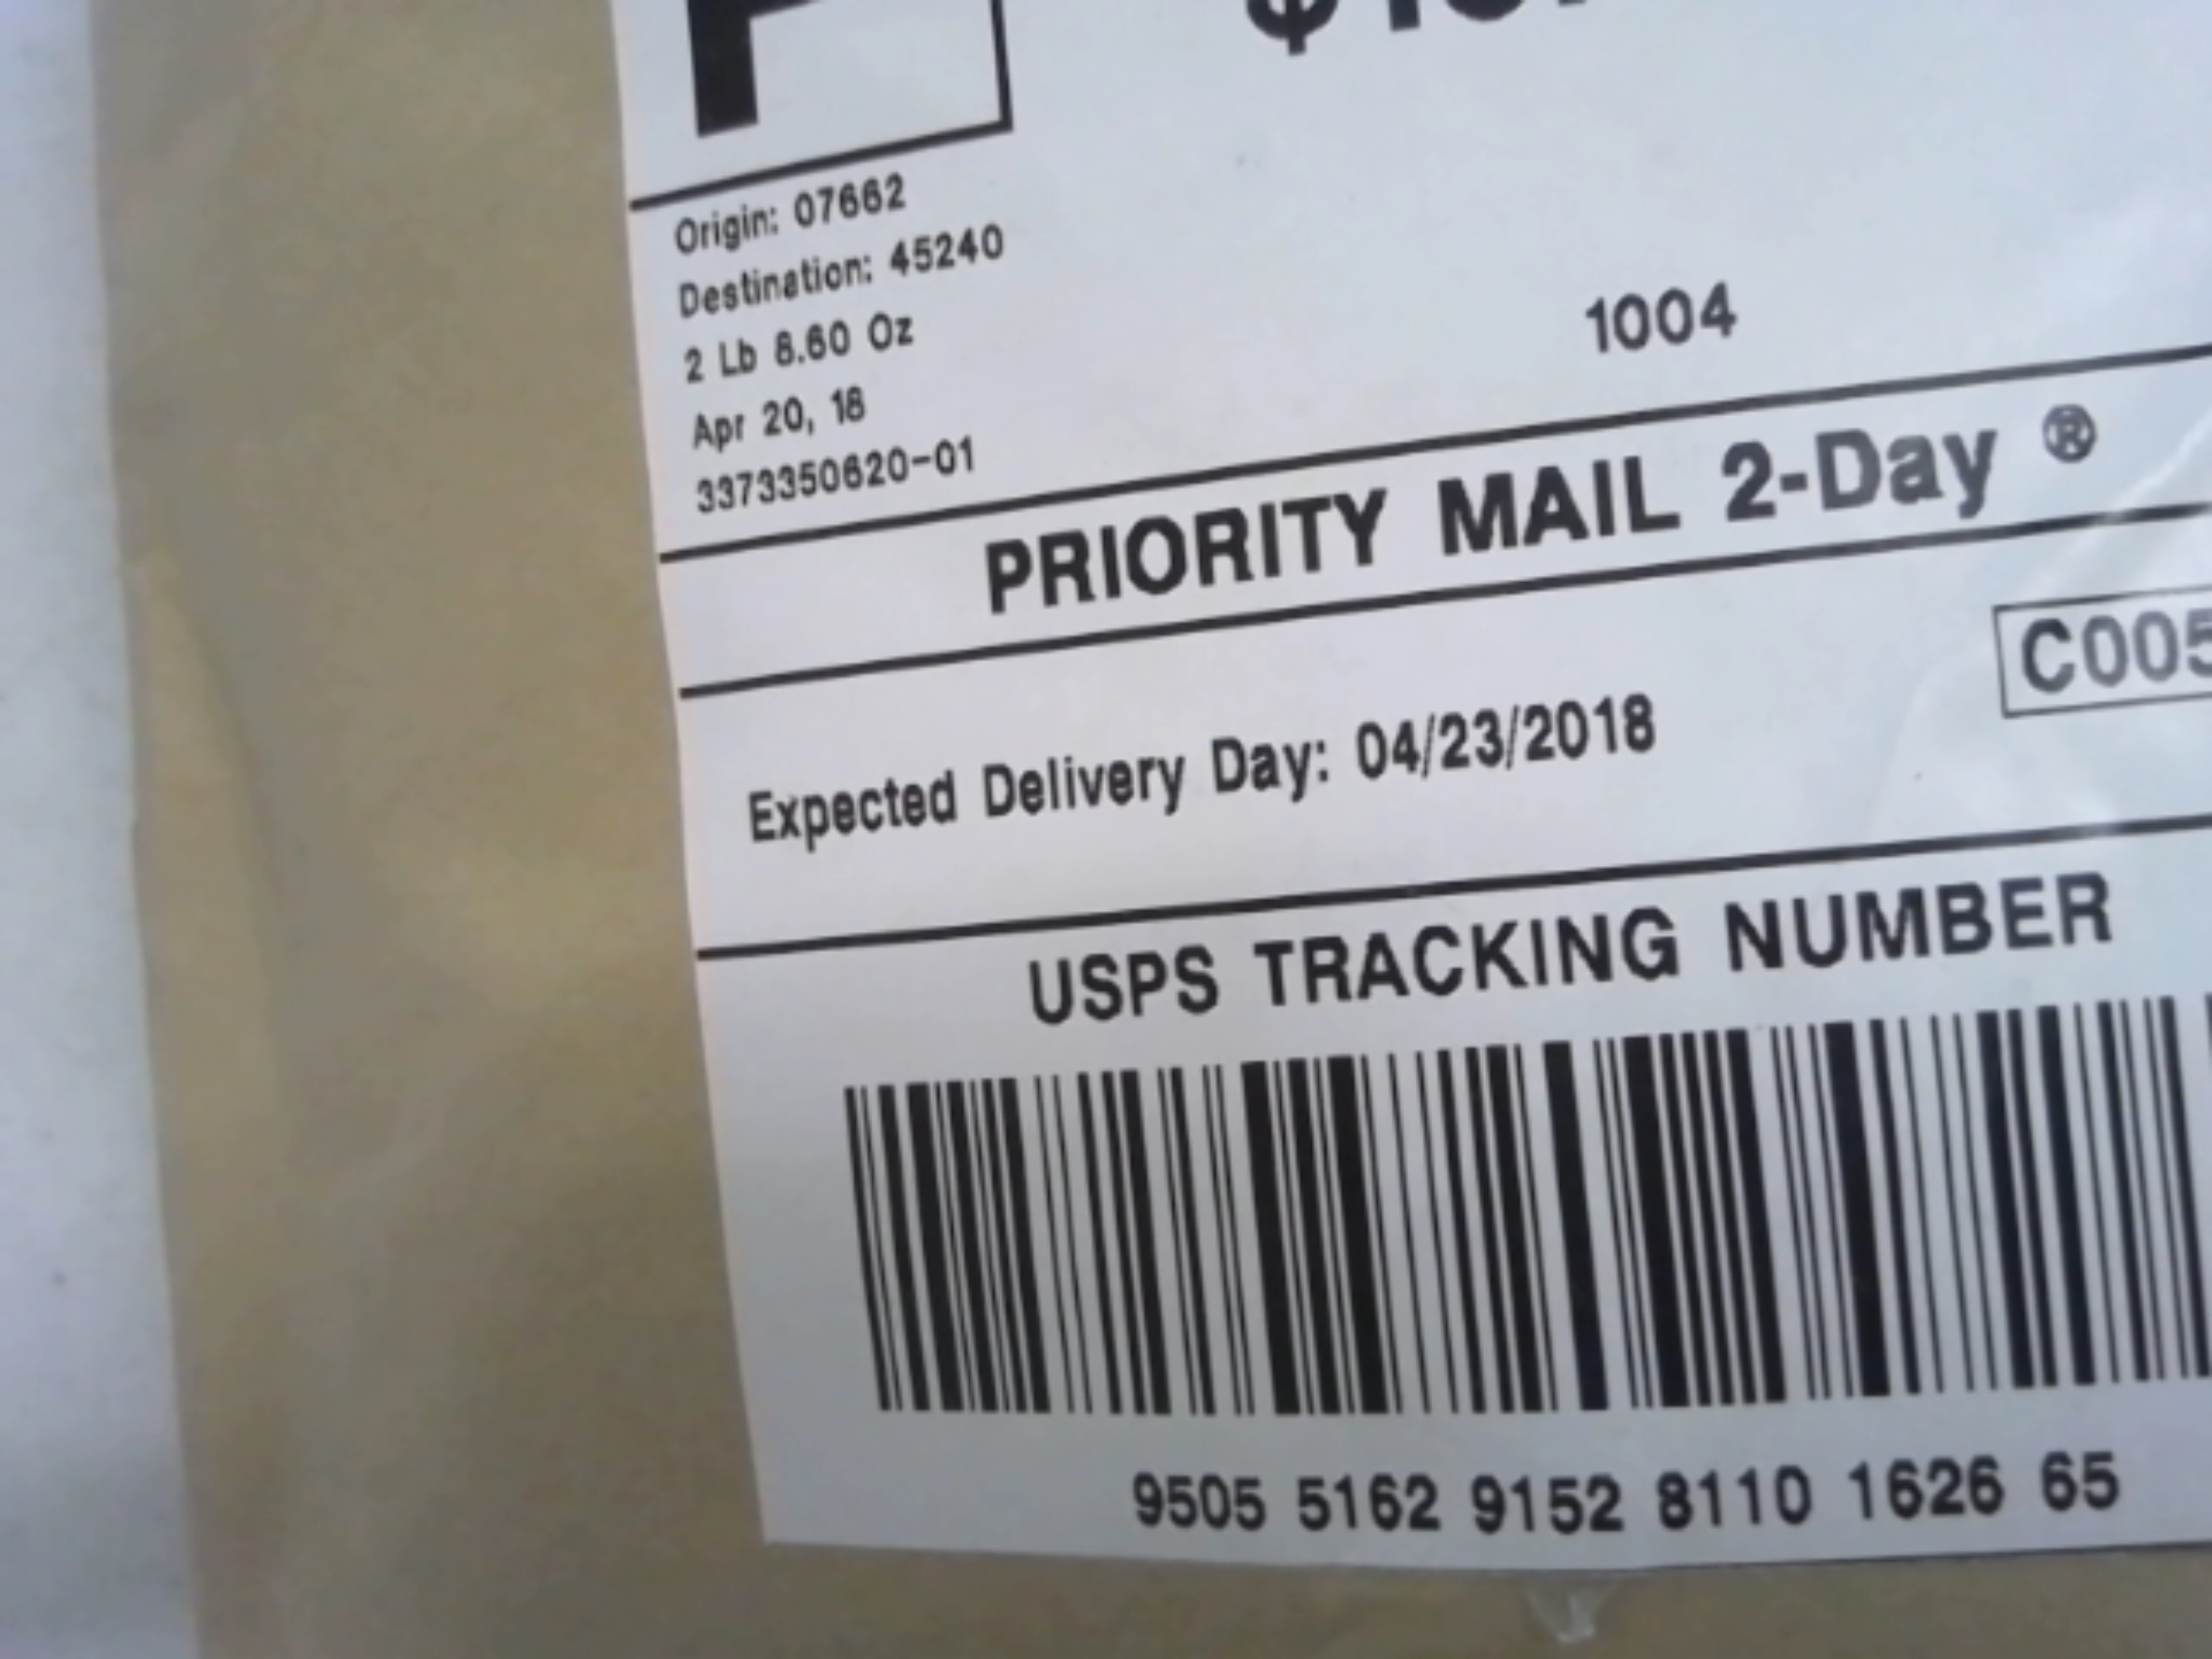 Origin: 07662
Destination: 45240
2 Lb 8.60 Oz
Apr 20, 18
3373350620-01
1004
PRIORITY MAIL 2-Day ®
C005
Expected Delivery Day: 04/23/2018
USPS TRACKING NUMBER
9505 5162 9152 8110 1626 65